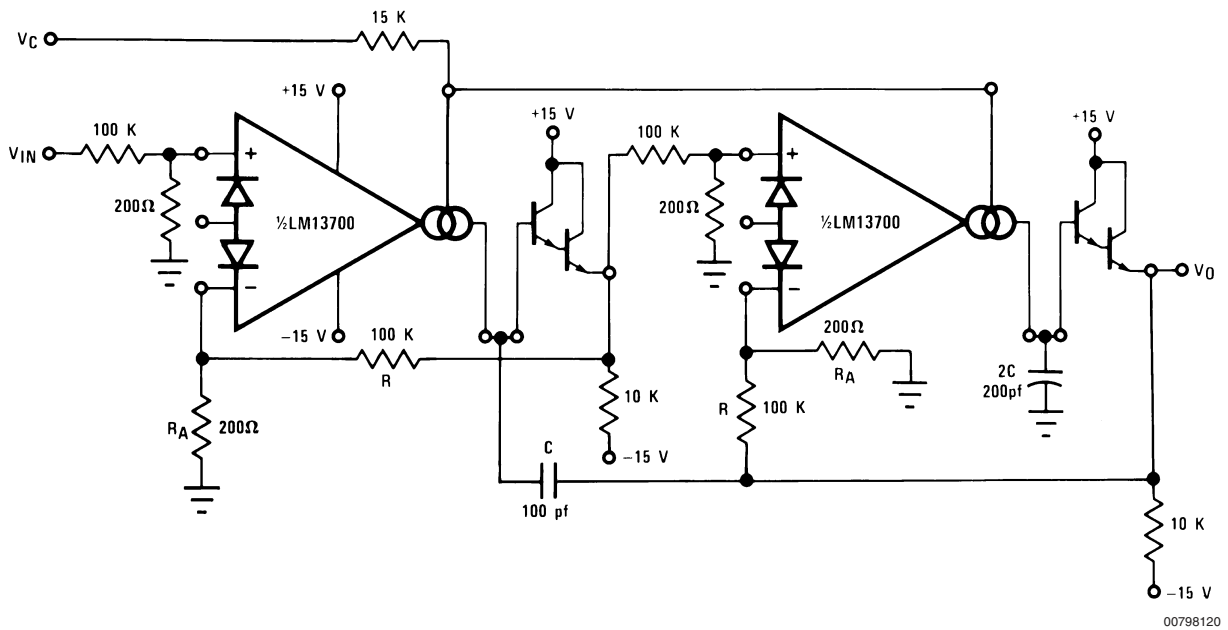 15 K
VC
+15 V
+15 V
+15 V
100 K
100 K
VIN
+
+
200Ω
½LM13700
200Ω
½LM13700
VO
−
−
−15 V
200Ω
100 K
R
RA
2C
200pf
RA
200Ω
10 K
R
100 K
−15 V
C
100 pf
10 K
−15 V
00798120